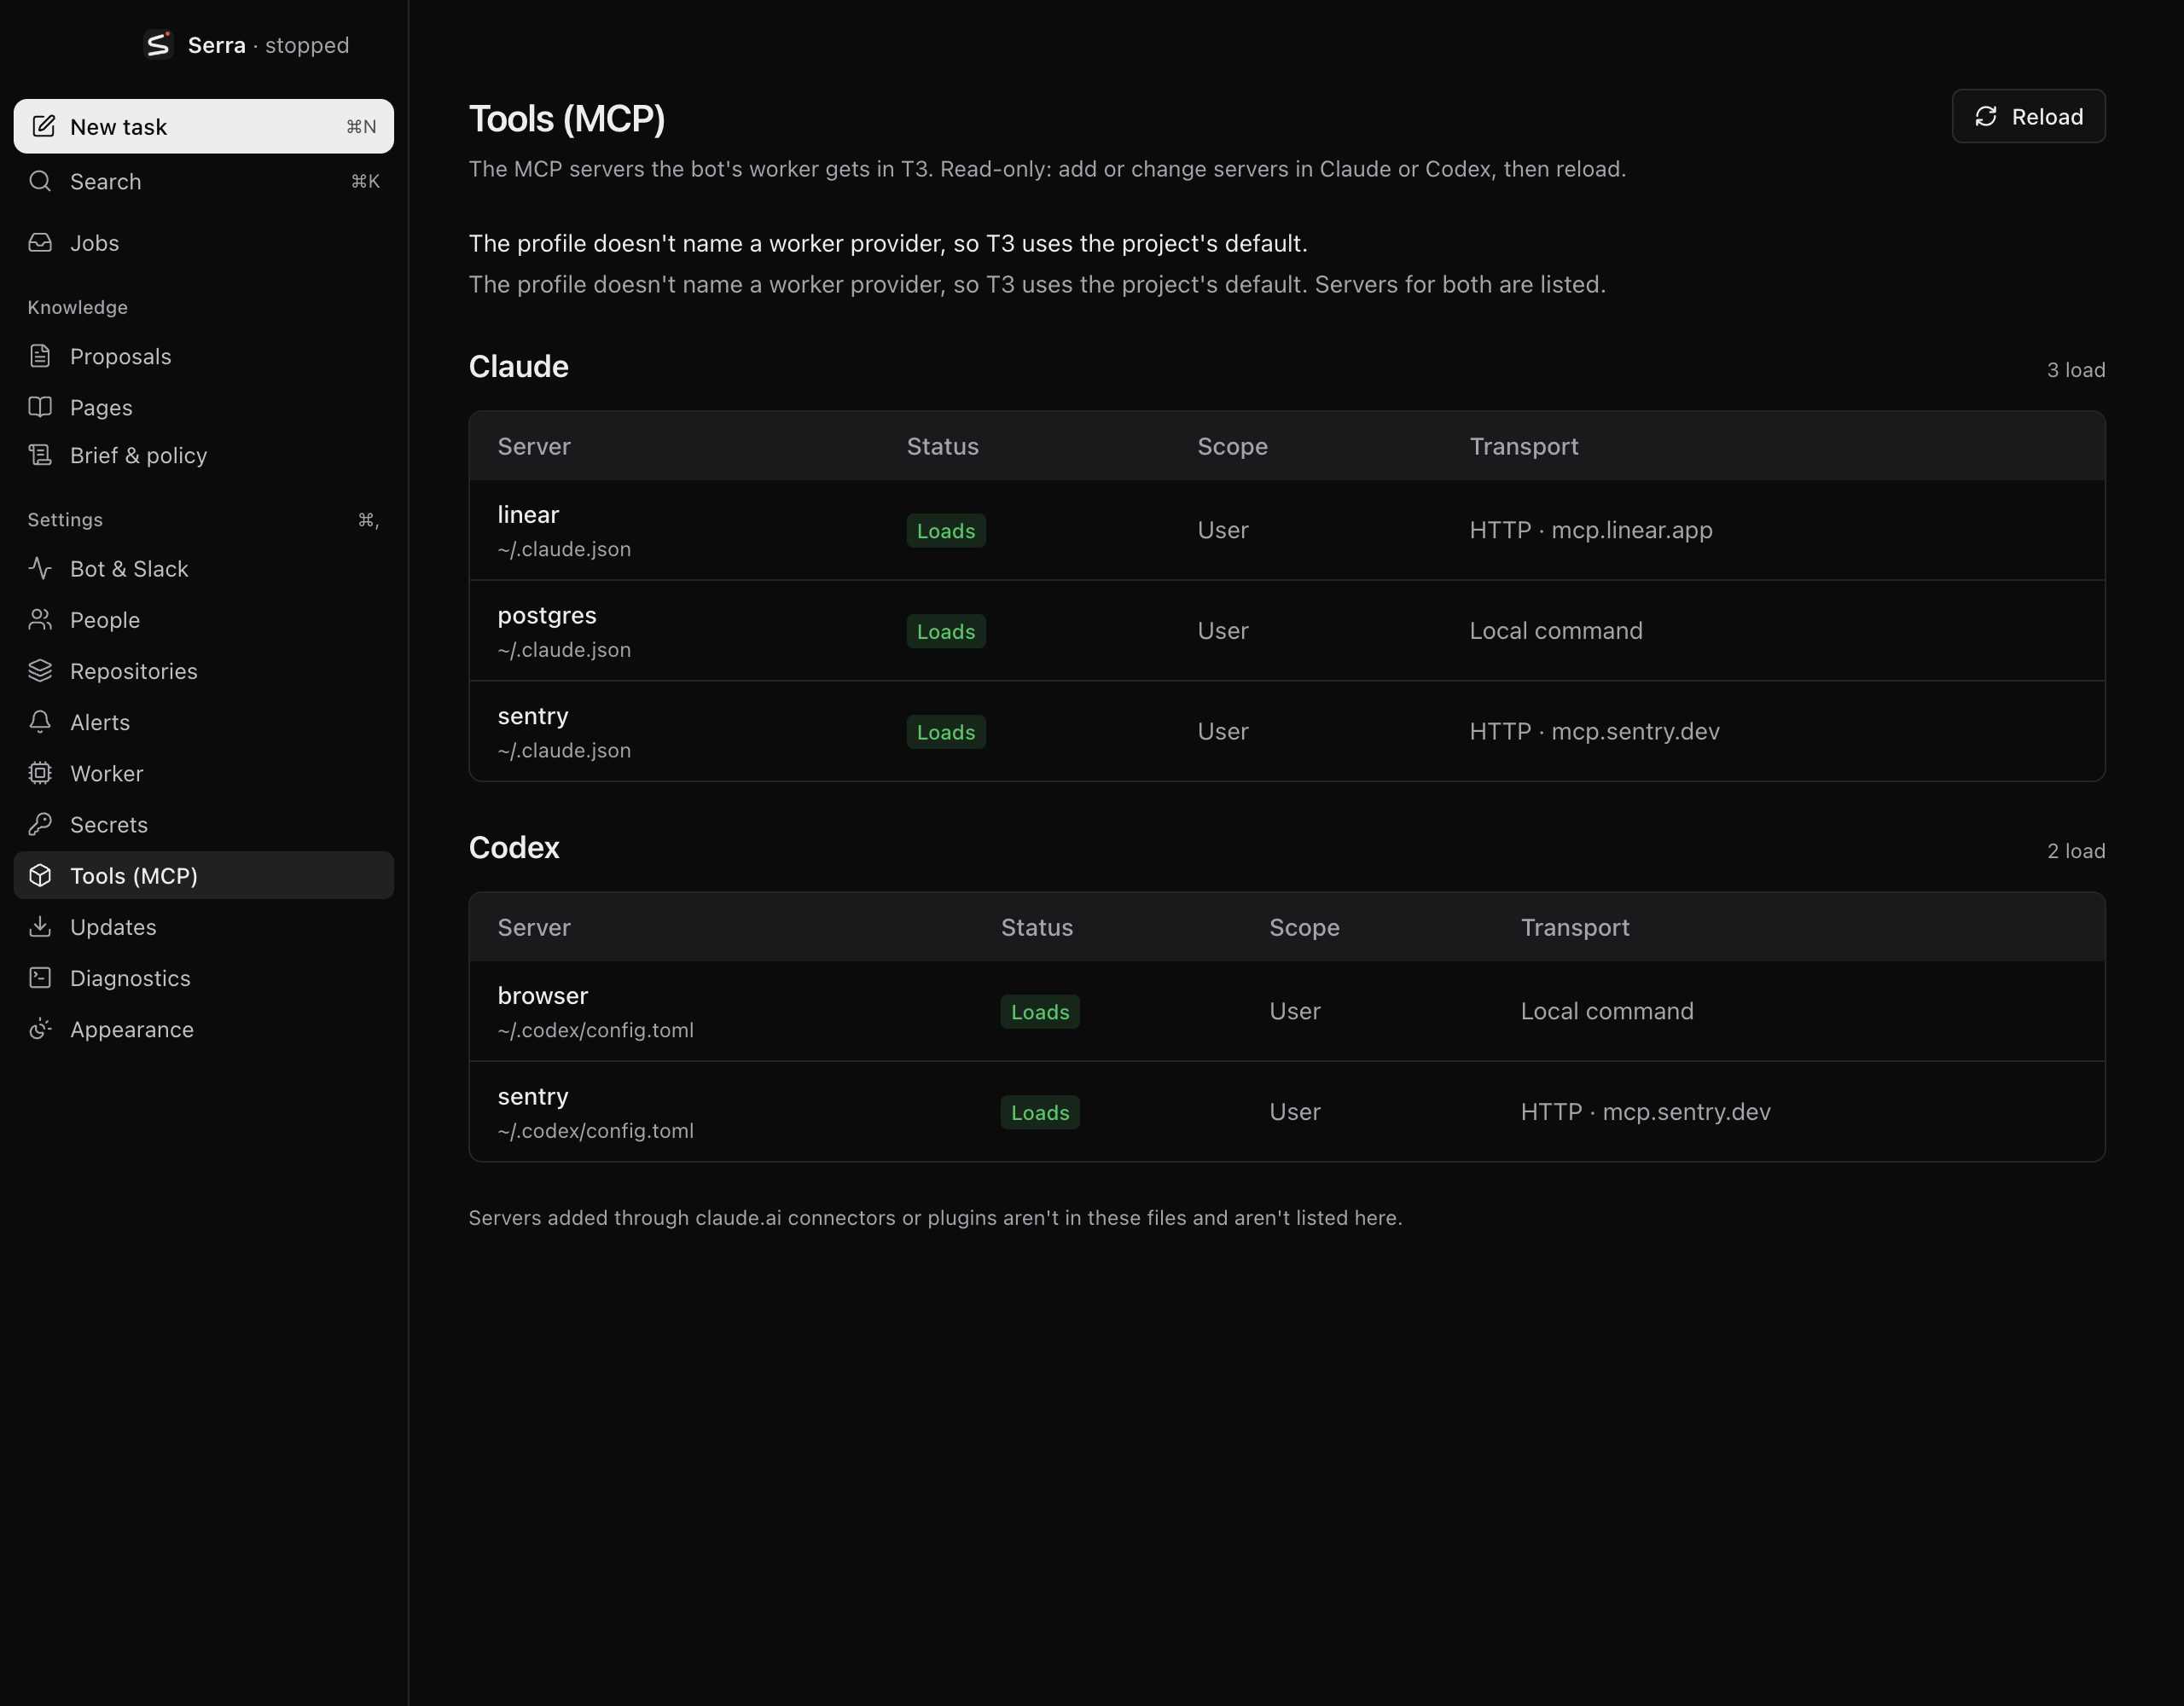 Serra · stopped
New task ⌘N
Search ⌘K
Jobs
Knowledge
Proposals
Pages
Brief & policy
Settings ⌘,
Bot & Slack
People
Repositories
Alerts
Worker
Secrets
Tools (MCP)
Updates
Diagnostics
Appearance
Tools (MCP)
Reload
The MCP servers the bot's worker gets in T3. Read-only: add or change servers in Claude or Codex, then reload.
The profile doesn't name a worker provider, so T3 uses the project's default.
The profile doesn't name a worker provider, so T3 uses the project's default. Servers for both are listed.
Claude 3 load
Server Status Scope Transport
linear
~/.claude.json
Loads User HTTP · mcp.linear.app
postgres
~/.claude.json
Loads User Local command
sentry
~/.claude.json
Loads User HTTP · mcp.sentry.dev
Codex 2 load
Server Status Scope Transport
browser
~/.codex/config.toml
Loads User Local command
sentry
~/.codex/config.toml
Loads User HTTP · mcp.sentry.dev
Servers added through claude.ai connectors or plugins aren't in these files and aren't listed here.